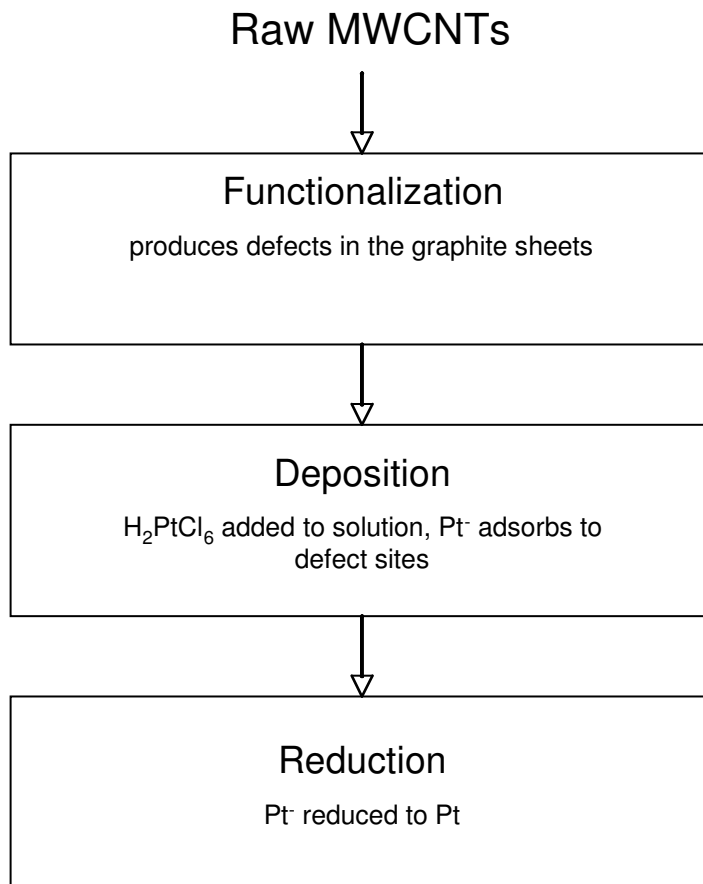 Raw MWCNTs
Functionalization
produces defects in the graphite sheets
Deposition
H₂PtCl₆ added to solution, Pt⁻ adsorbs to
defect sites
Reduction
Pt⁻ reduced to Pt